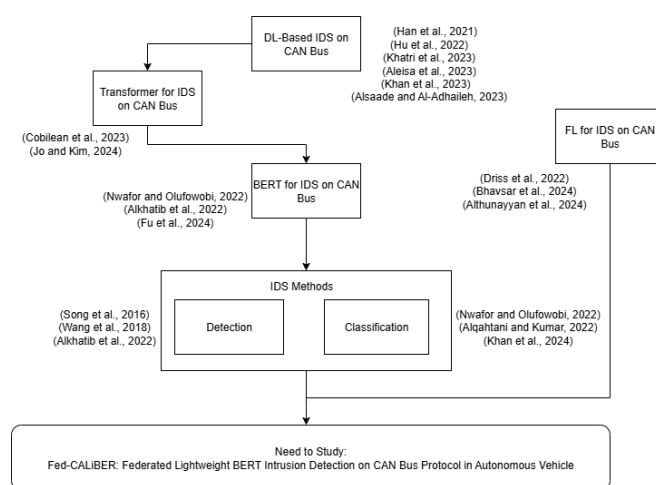 DL-Based IDS on
CAN Bus
(Han et al., 2021)
(Hu et al., 2022)
(Khatri et al., 2023)
(Aleisa et al., 2023)
(Khan et al., 2023)
(Alsaade and Al-Adhaileh, 2023)
Transformer for IDS
on CAN Bus
(Cobilean et al., 2023)
(Jo and Kim, 2024)
FL for IDS on CAN
Bus
(Driss et al., 2022)
(Bhavsar et al., 2024)
(Althunayyan et al., 2024)
BERT for IDS on CAN
Bus
(Nwafor and Olufowobi, 2022)
(Alkhatib et al., 2022)
(Fu et al., 2024)
IDS Methods
Detection
Classification
(Song et al., 2016)
(Wang et al., 2018)
(Alkhatib et al., 2022)
(Nwafor and Olufowobi, 2022)
(Alqahtani and Kumar, 2022)
(Khan et al., 2024)
Need to Study:
Fed-CALiBER: Federated Lightweight BERT Intrusion Detection on CAN Bus Protocol in Autonomous Vehicle